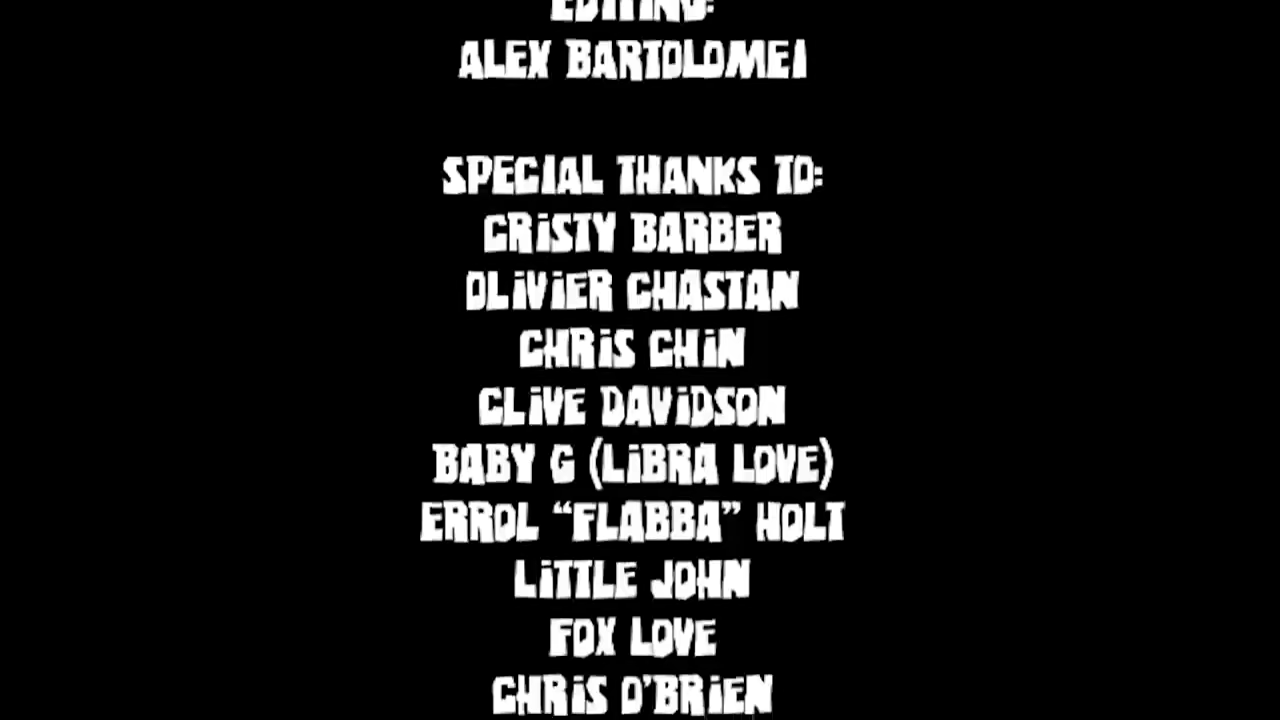 EDITING:
ALEX BARTOLOMEI
SPECIAL THANKS TO:
CRiSTY BARBER
OLiViER CHASTAN
CHRiS CHiN
CLiVE DAViDSON
BABY G (LiBRA LOVE)
ERROL “FLABBA” HOLT
LiTTLE JOHN
FOX LOVE
CHRiS O’BRiEN